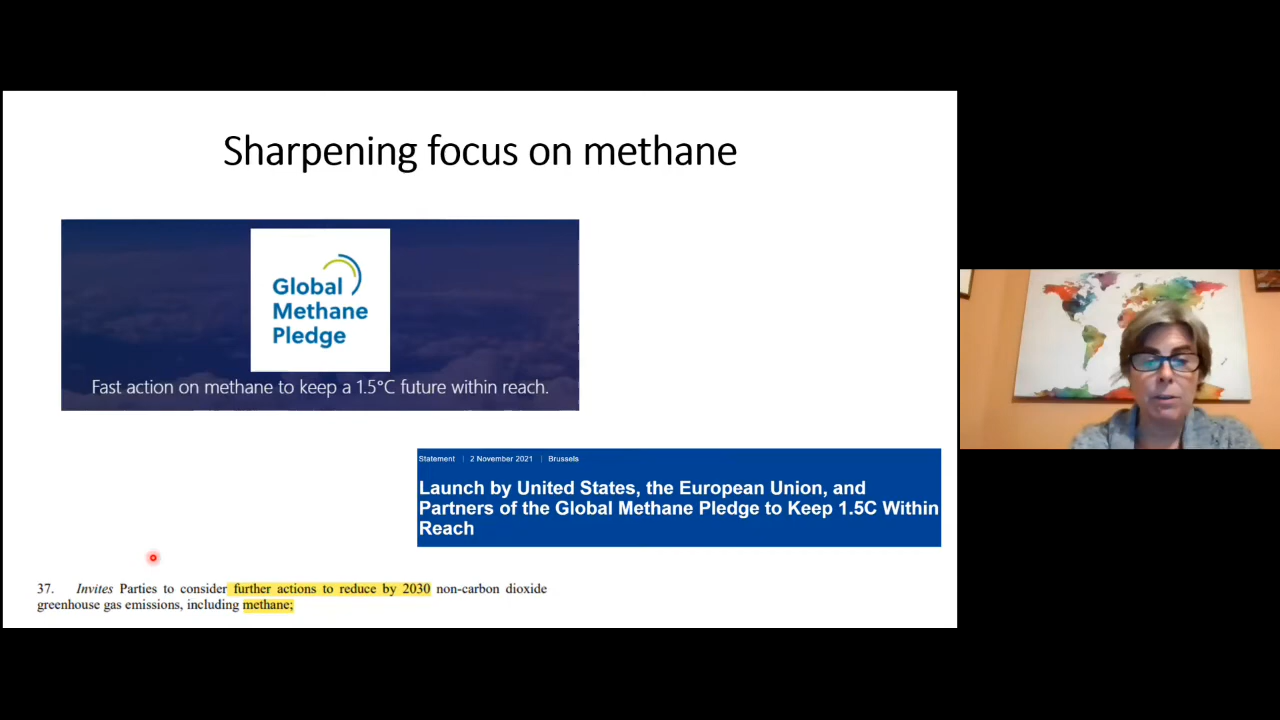 Sharpening focus on methane
Global
Methane
Pledge
Fast action on methane to keep a 1.5°C future within reach.
Statement | 2 November 2021 | Brussels
Launch by United States, the European Union, and
Partners of the Global Methane Pledge to Keep 1.5C Within
Reach
37. Invites Parties to consider further actions to reduce by 2030 non-carbon dioxide
greenhouse gas emissions, including methane;